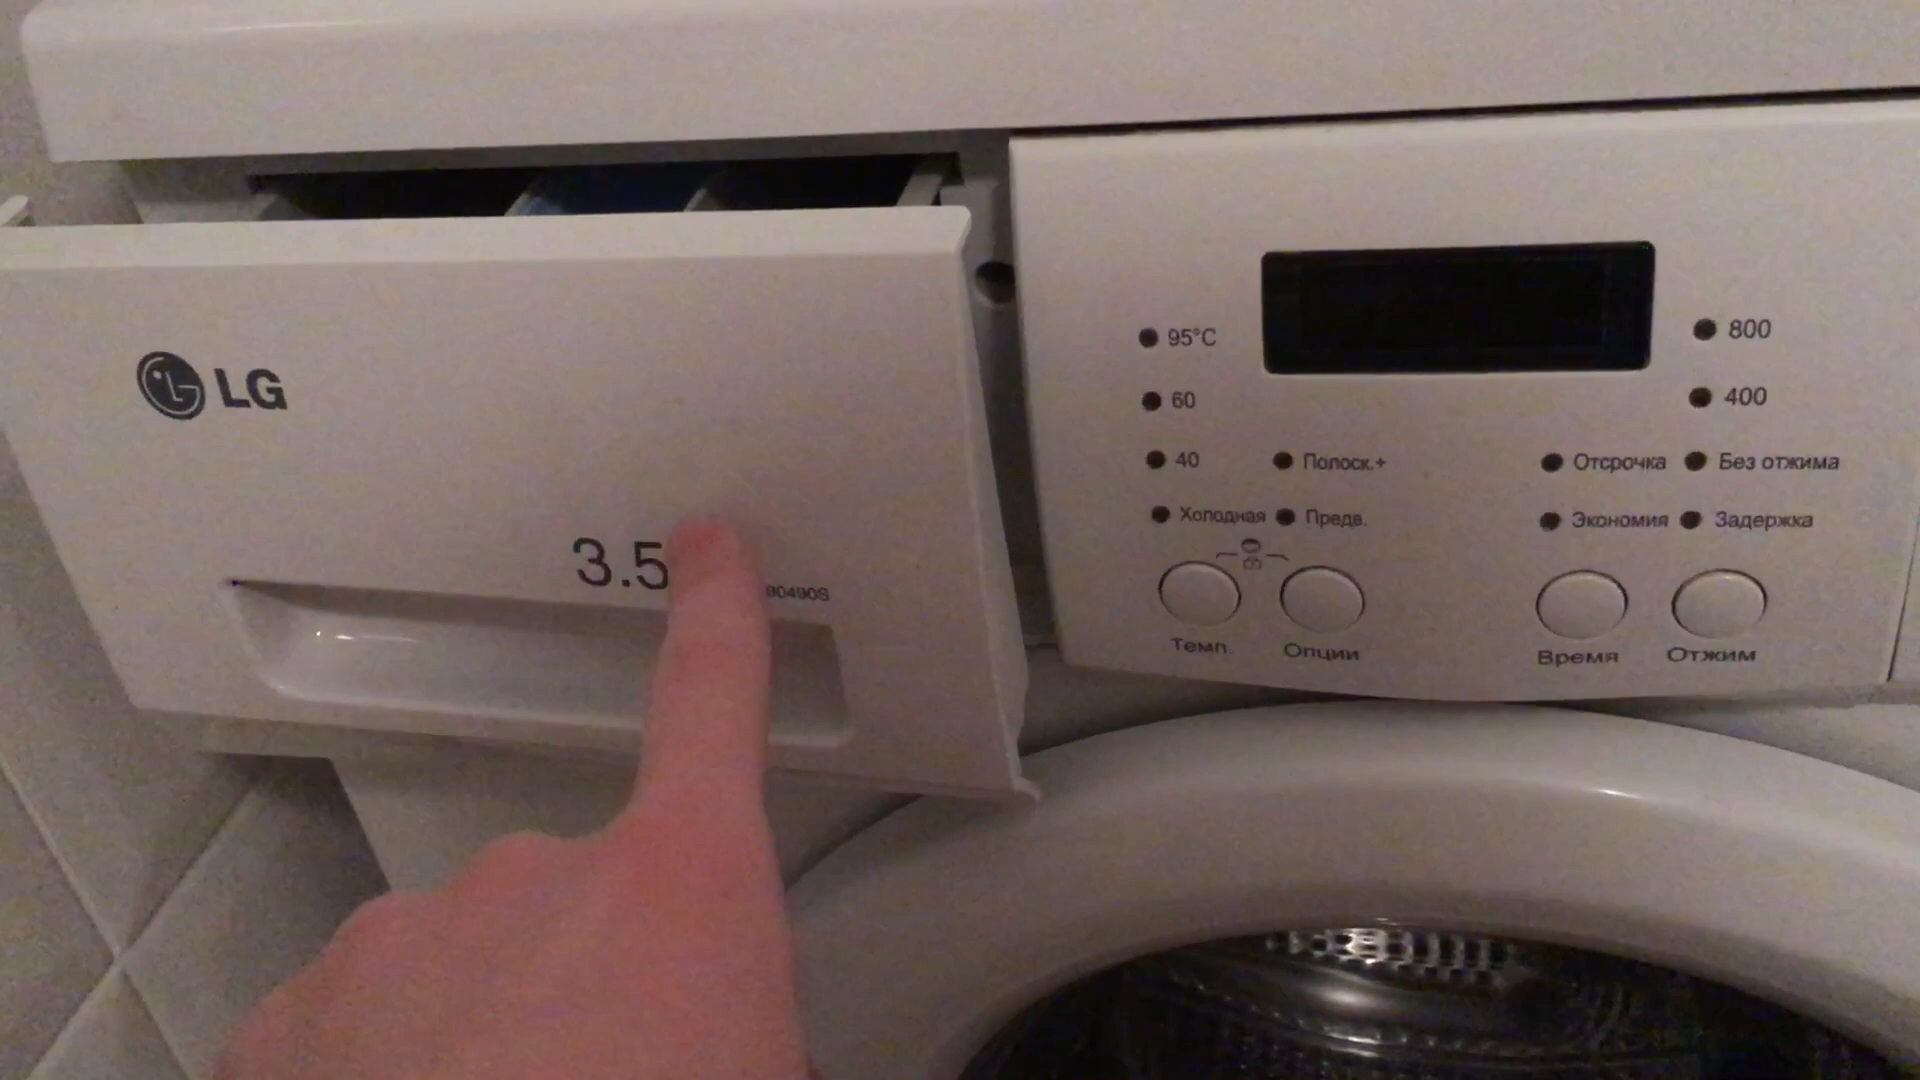 LG
3.5
90490S
95°C
60
40
Холодная
Полоск.+
Предв.
Темп.
Опции
800
400
Отсрочка
Без отжима
Экономия
Задержка
Время
Отжим